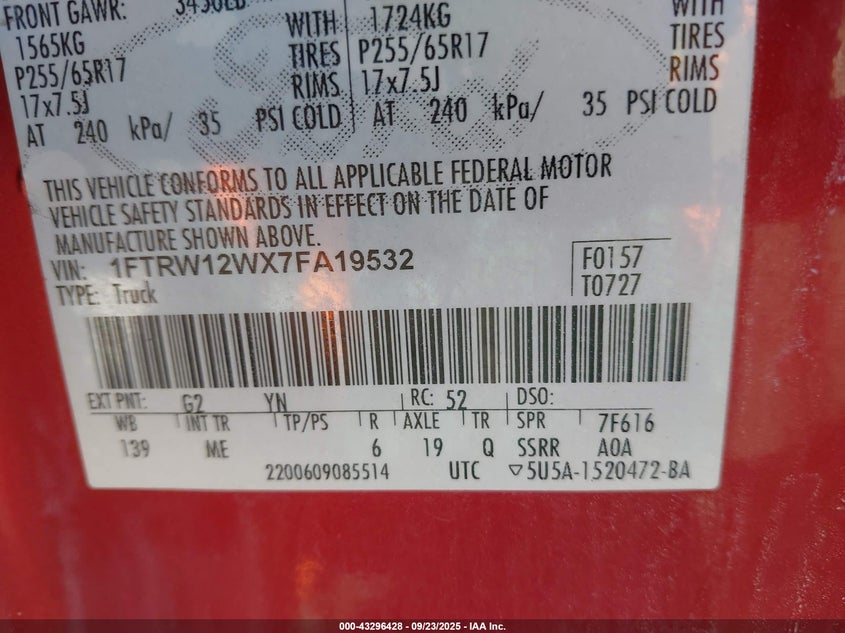 FRONT GAWR: 3450LB WITH 1724KG WITH
1565KG TIRES P255/65R17 TIRES
P255/65R17 RIMS 17x7.5J RIMS
17x7.5J
AT 240 kPa/ 35 PSI COLD AT 240 kPa/ 35 PSI COLD
THIS VEHICLE CONFORMS TO ALL APPLICABLE FEDERAL MOTOR
VEHICLE SAFETY STANDARDS IN EFFECT ON THE DATE OF
MANUFACTURE SHOWN ABOVE.
VIN: 1FTRW12WX7FA19532 F0157
TYPE: Truck T0727
EXT PNT: G2 YN RC: 52 DSO:
WB INT TR TP/PS R AXLE TR SPR 7F616
139 ME 6 19 Q SSRR A0A
2200609085514 UTC ▽5U5A-1520472-BA
000-43296428 - 09/23/2025 - IAA Inc.